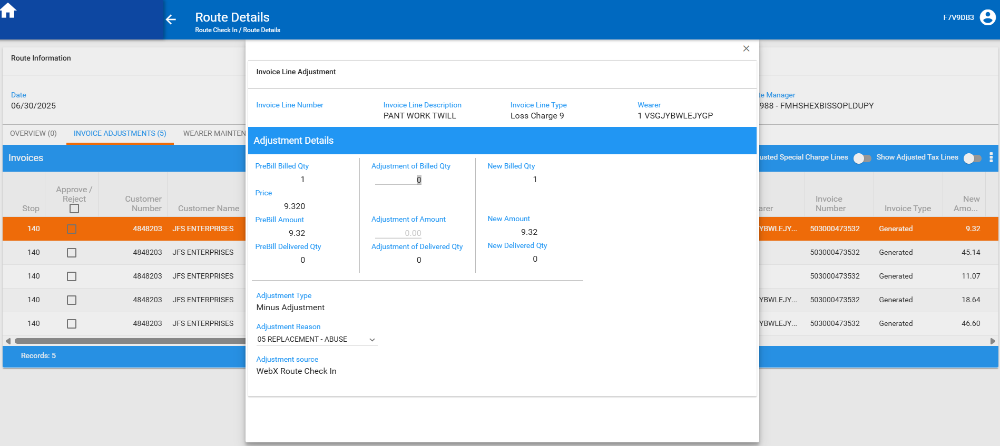 Route Details
Route Check In / Route Details
F7V9DB3
Route Information
Date
06/30/2025
te Manager
988 - FMHSHEXBISSOPLDUPY
OVERVIEW (0) INVOICE ADJUSTMENTS (5) WEARER MAINTEN
Invoices
usted Special Charge Lines Show Adjusted Tax Lines
Stop Approve / Reject Customer Number Customer Name arer Invoice Number Invoice Type New Amo...
140 4848203 JFS ENTERPRISES YBWLEJY... 503000473532 Generated 9.32
140 4848203 JFS ENTERPRISES 503000473532 Generated 45.14
140 4848203 JFS ENTERPRISES 503000473532 Generated 11.07
140 4848203 JFS ENTERPRISES YBWLEJY... 503000473532 Generated 18.64
140 4848203 JFS ENTERPRISES YBWLEJY... 503000473532 Generated 46.60
Records: 5
Invoice Line Adjustment
Invoice Line Number Invoice Line Description Invoice Line Type Wearer
PANT WORK TWILL Loss Charge 9 1 VSGJYBWLEJYGP
Adjustment Details
PreBill Billed Qty Adjustment of Billed Qty New Billed Qty
1 0 1
Price
9.320
PreBill Amount Adjustment of Amount New Amount
9.32 0.00 9.32
PreBill Delivered Qty Adjustment of Delivered Qty New Delivered Qty
0 0 0
Adjustment Type
Minus Adjustment
Adjustment Reason
05 REPLACEMENT - ABUSE
Adjustment source
WebX Route Check In